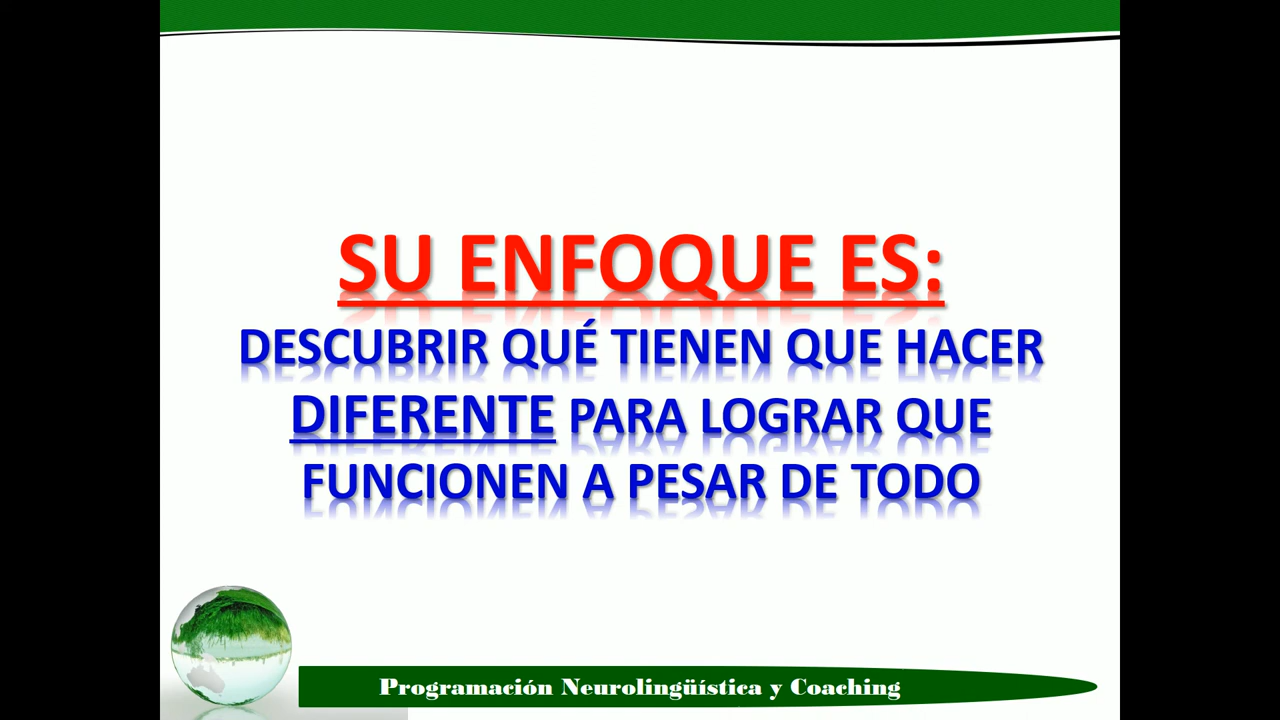 SU ENFOQUE ES:
DESCUBRIR QUÉ TIENEN QUE HACER
DIFERENTE PARA LOGRAR QUE
FUNCIONEN A PESAR DE TODO
Programación Neurolingüística y Coaching